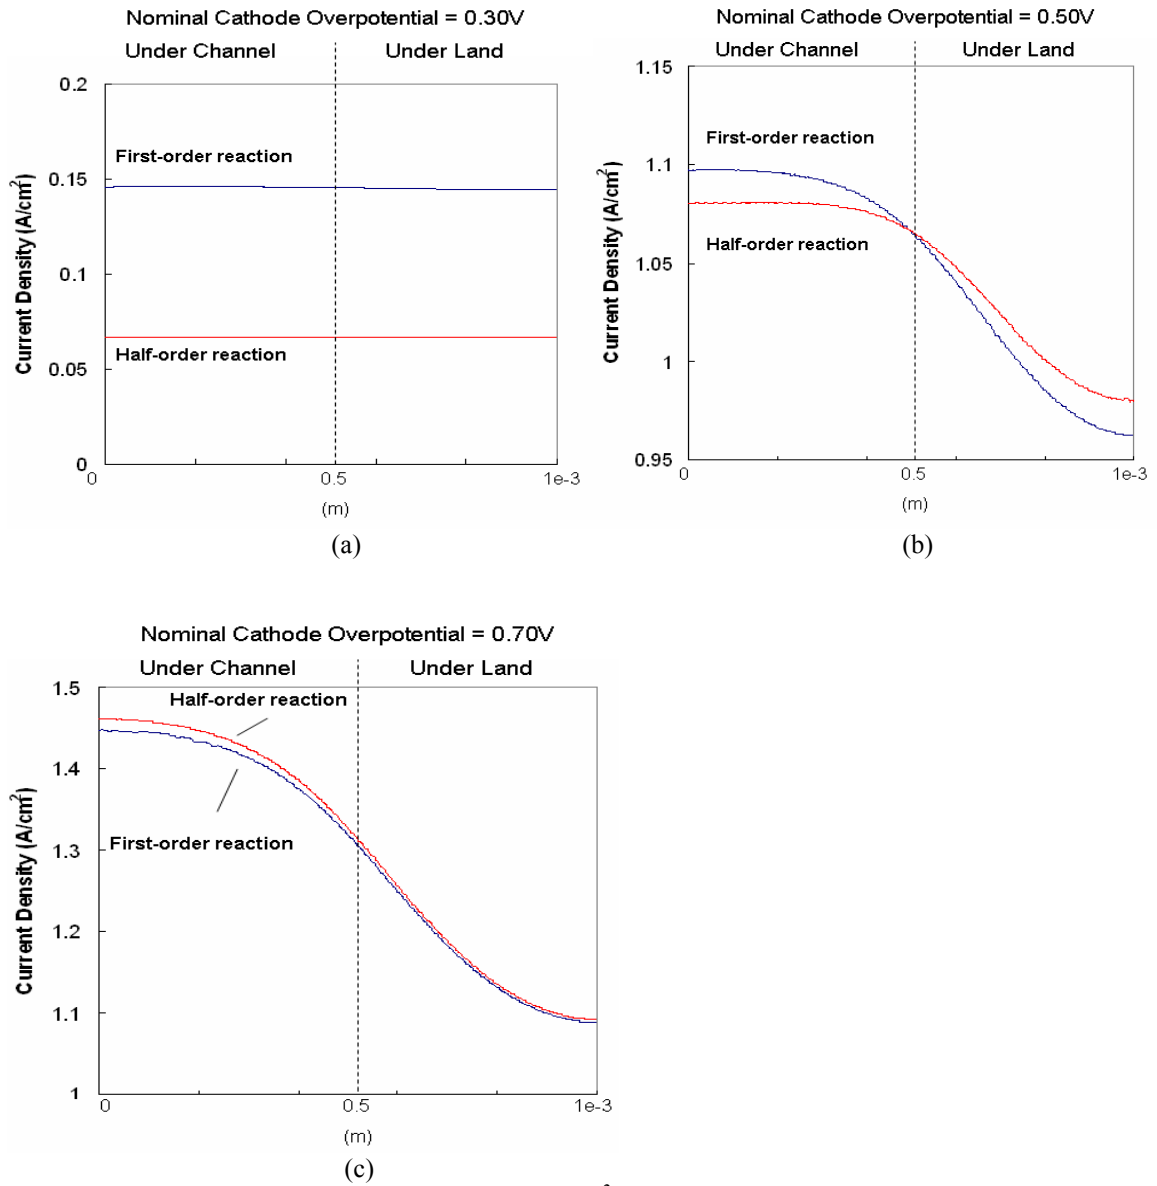 Nominal Cathode Overpotential = 0.30V
Under Channel Under Land
Current Density (A/cm²)
0.2
0.15
0.1
0.05
0
First-order reaction
Half-order reaction
0 0.5 1e-3
(m)
(a)
Nominal Cathode Overpotential = 0.50V
Under Channel Under Land
Current Density (A/cm²)
1.15
1.1
1.05
1
0.95
First-order reaction
Half-order reaction
0 0.5 1e-3
(m)
(b)
Nominal Cathode Overpotential = 0.70V
Under Channel Under Land
Current Density (A/cm²)
1.5
1.4
1.3
1.2
1.1
1
Half-order reaction
First-order reaction
0 0.5 1e-3
(m)
(c)